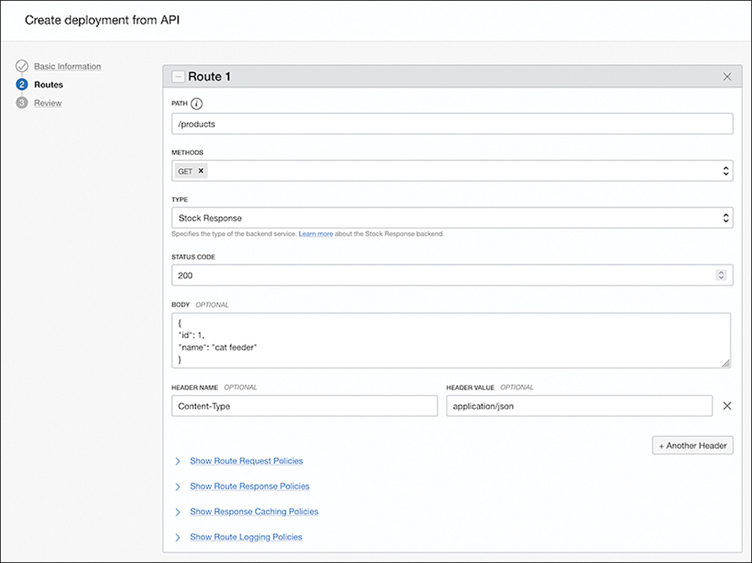 Create deployment from API
Basic Information
2 Routes
3 Review
Route 1
PATH i
/products
METHODS
GET ×
TYPE
Stock Response
Specifies the type of the backend service. Learn more about the Stock Response backend.
STATUS CODE
200
BODY OPTIONAL
{
"id": 1,
"name": "cat feeder"
}
HEADER NAME OPTIONAL HEADER VALUE OPTIONAL
Content-Type application/json
+ Another Header
Show Route Request Policies
Show Route Response Policies
Show Response Caching Policies
Show Route Logging Policies